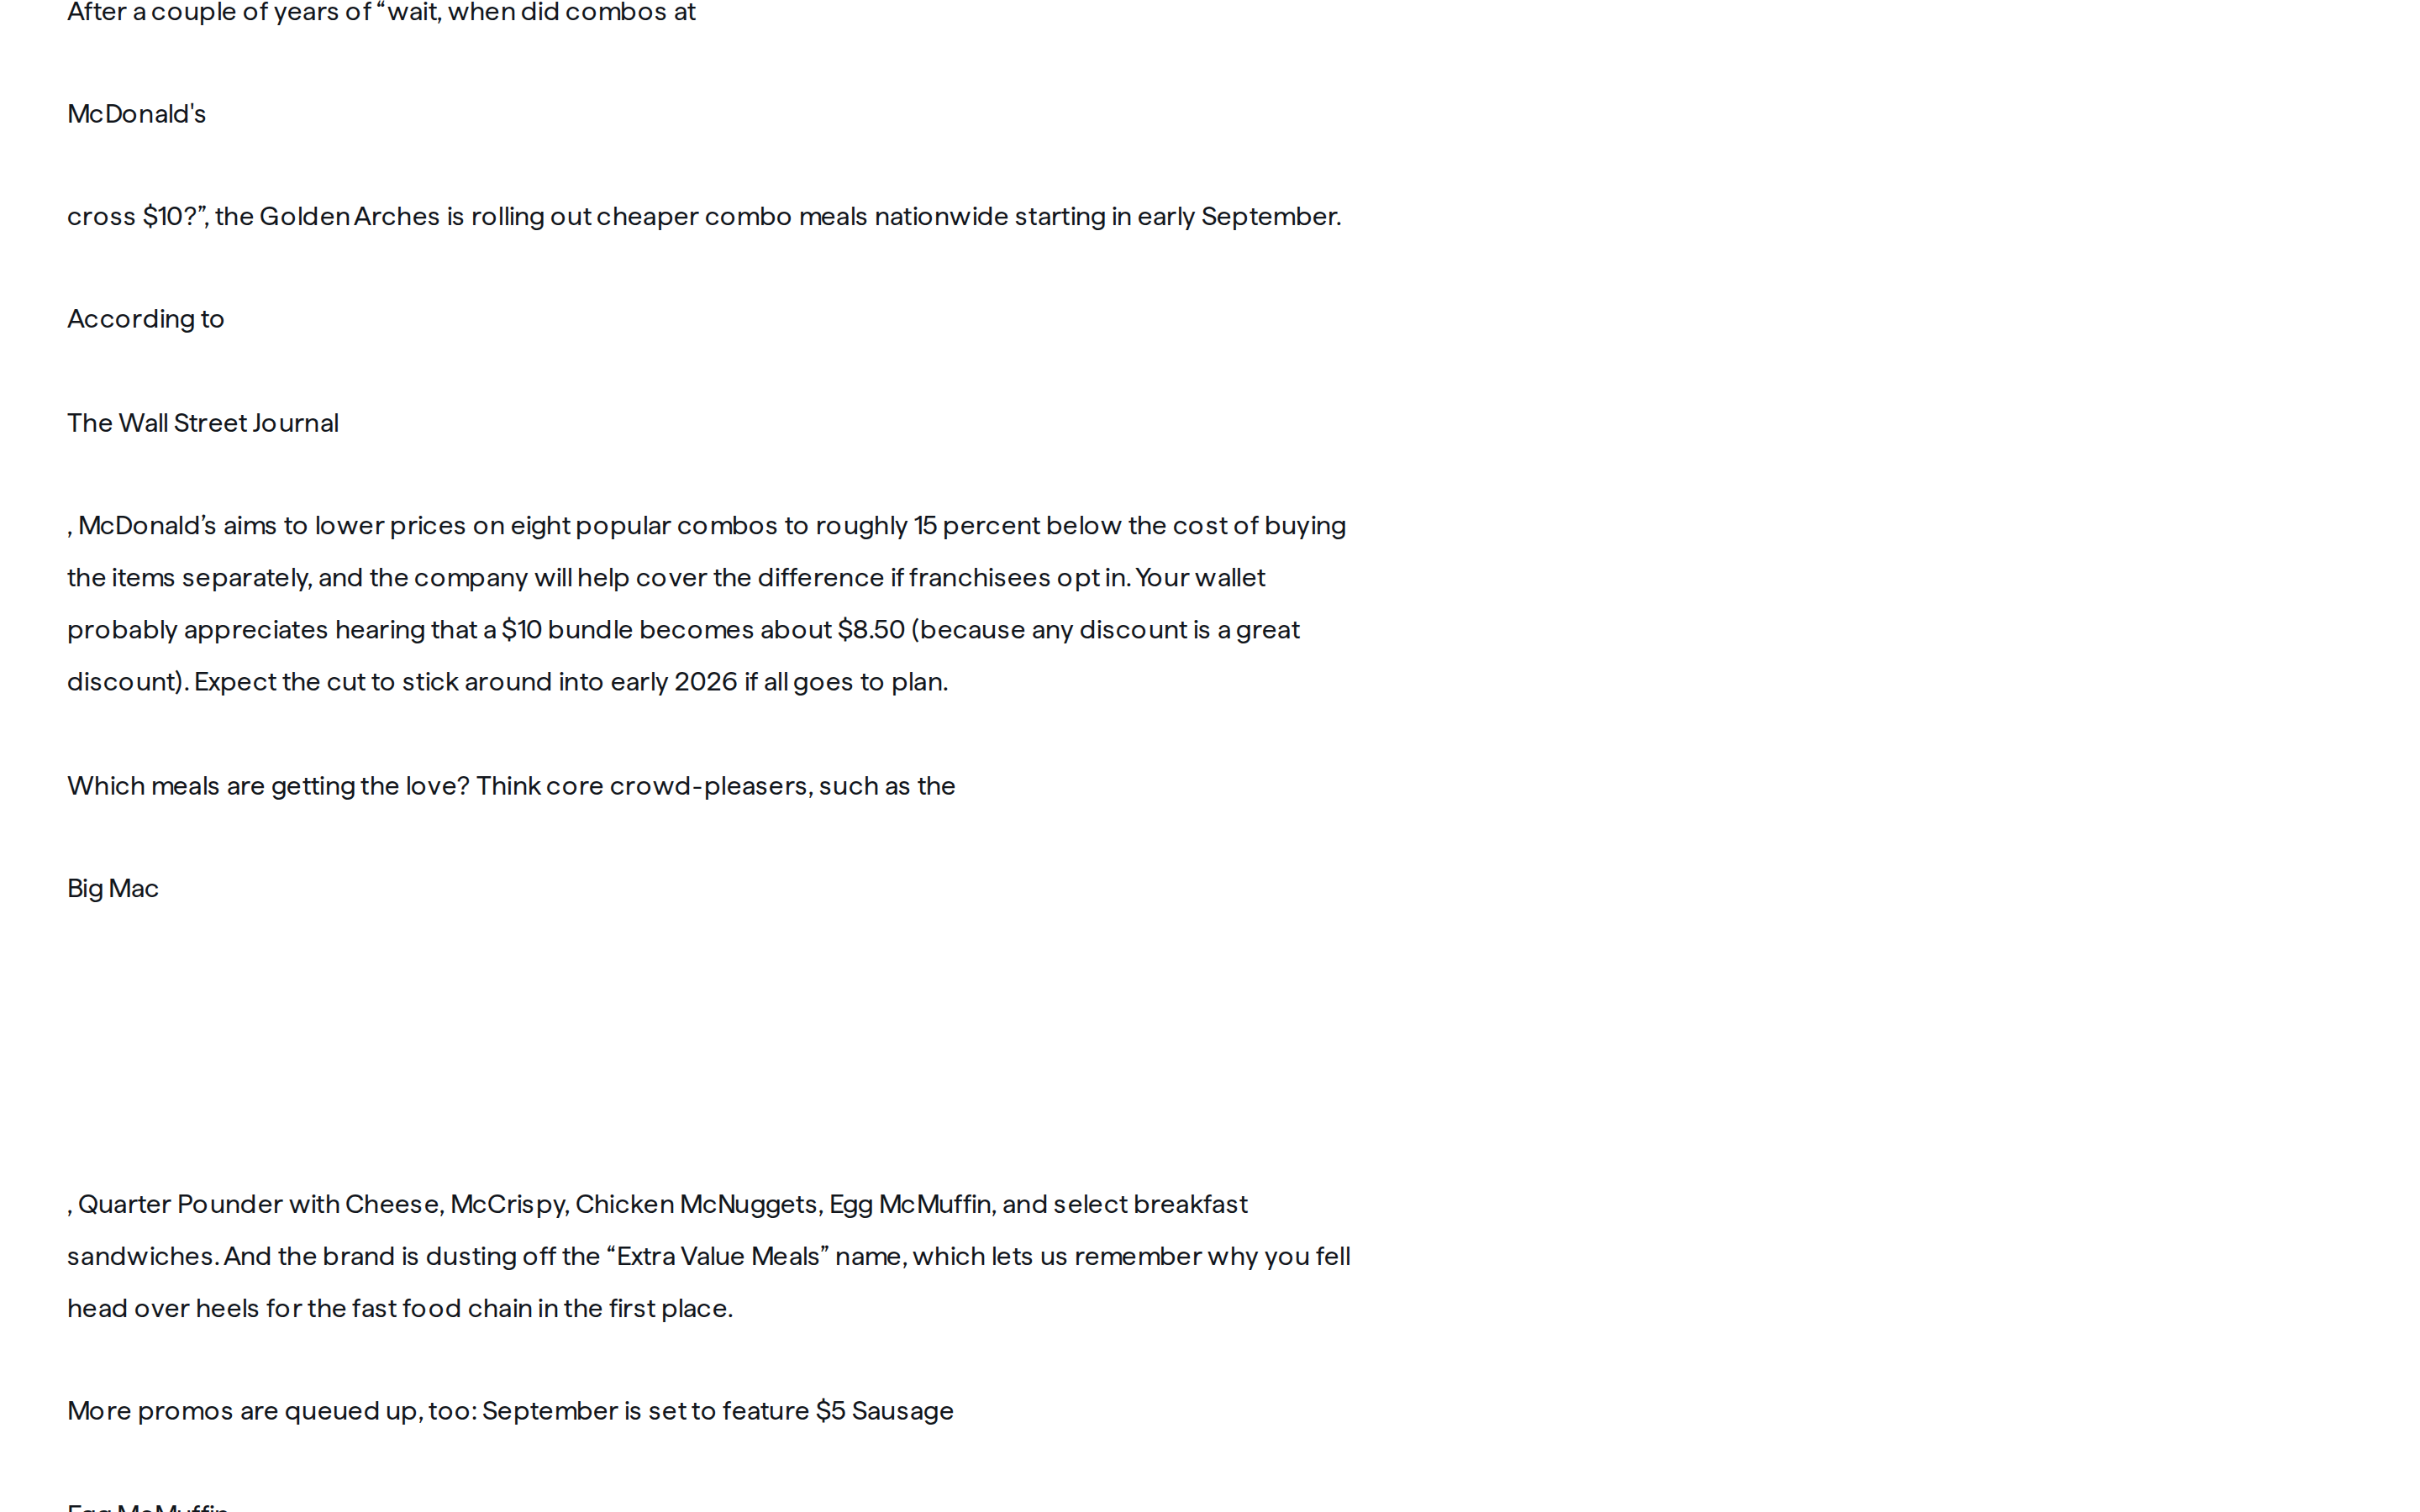 After a couple of years of “wait, when did combos at
McDonald's
cross $10?”, the Golden Arches is rolling out cheaper combo meals nationwide starting in early September.
According to
The Wall Street Journal
, McDonald’s aims to lower prices on eight popular combos to roughly 15 percent below the cost of buying
the items separately, and the company will help cover the difference if franchisees opt in. Your wallet
probably appreciates hearing that a $10 bundle becomes about $8.50 (because any discount is a great
discount). Expect the cut to stick around into early 2026 if all goes to plan.
Which meals are getting the love? Think core crowd-pleasers, such as the
Big Mac
, Quarter Pounder with Cheese, McCrispy, Chicken McNuggets, Egg McMuffin, and select breakfast
sandwiches. And the brand is dusting off the “Extra Value Meals” name, which lets us remember why you fell
head over heels for the fast food chain in the first place.
More promos are queued up, too: September is set to feature $5 Sausage
Egg McMuffin